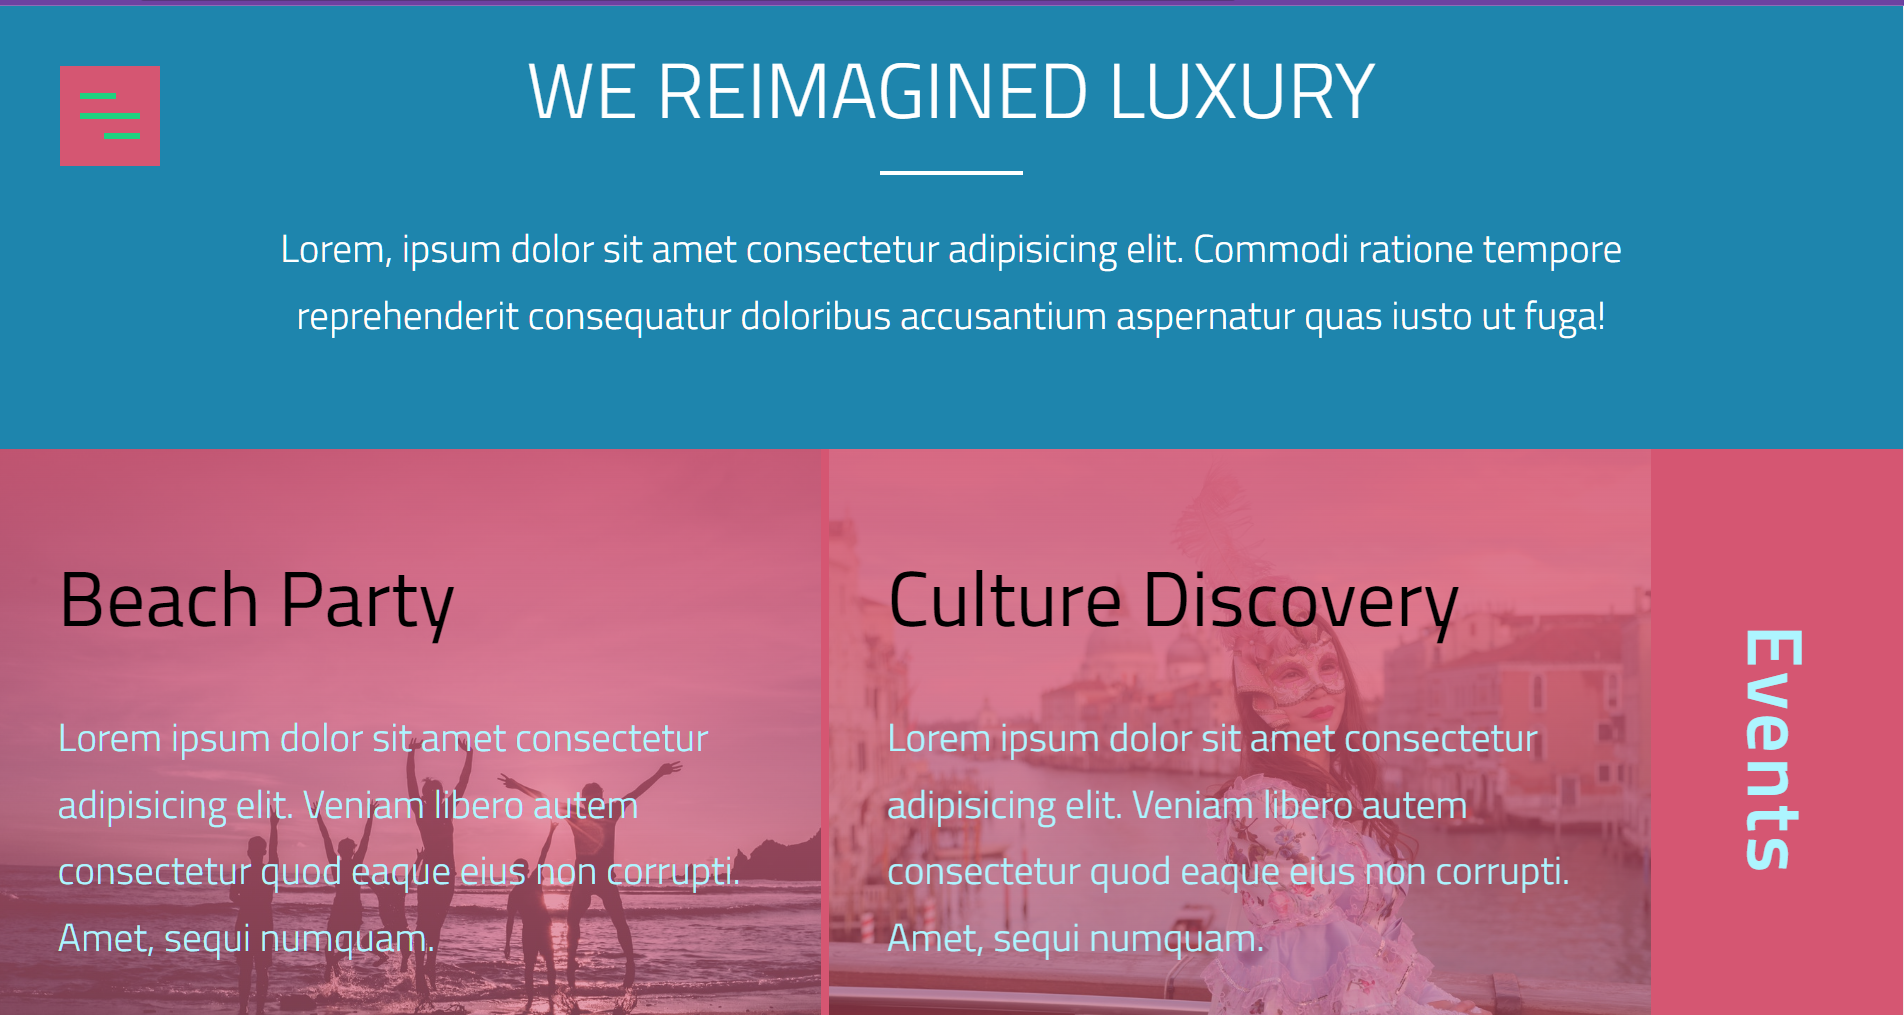 WE REIMAGINED LUXURY
Lorem, ipsum dolor sit amet consectetur adipisicing elit. Commodi ratione tempore
reprehenderit consequatur doloribus accusantium aspernatur quas iusto ut fuga!
Beach Party
Lorem ipsum dolor sit amet consectetur
adipisicing elit. Veniam libero autem
consectetur quod eaque eius non corrupti.
Amet, sequi numquam.
Culture Discovery
Lorem ipsum dolor sit amet consectetur
adipisicing elit. Veniam libero autem
consectetur quod eaque eius non corrupti.
Amet, sequi numquam.
Events